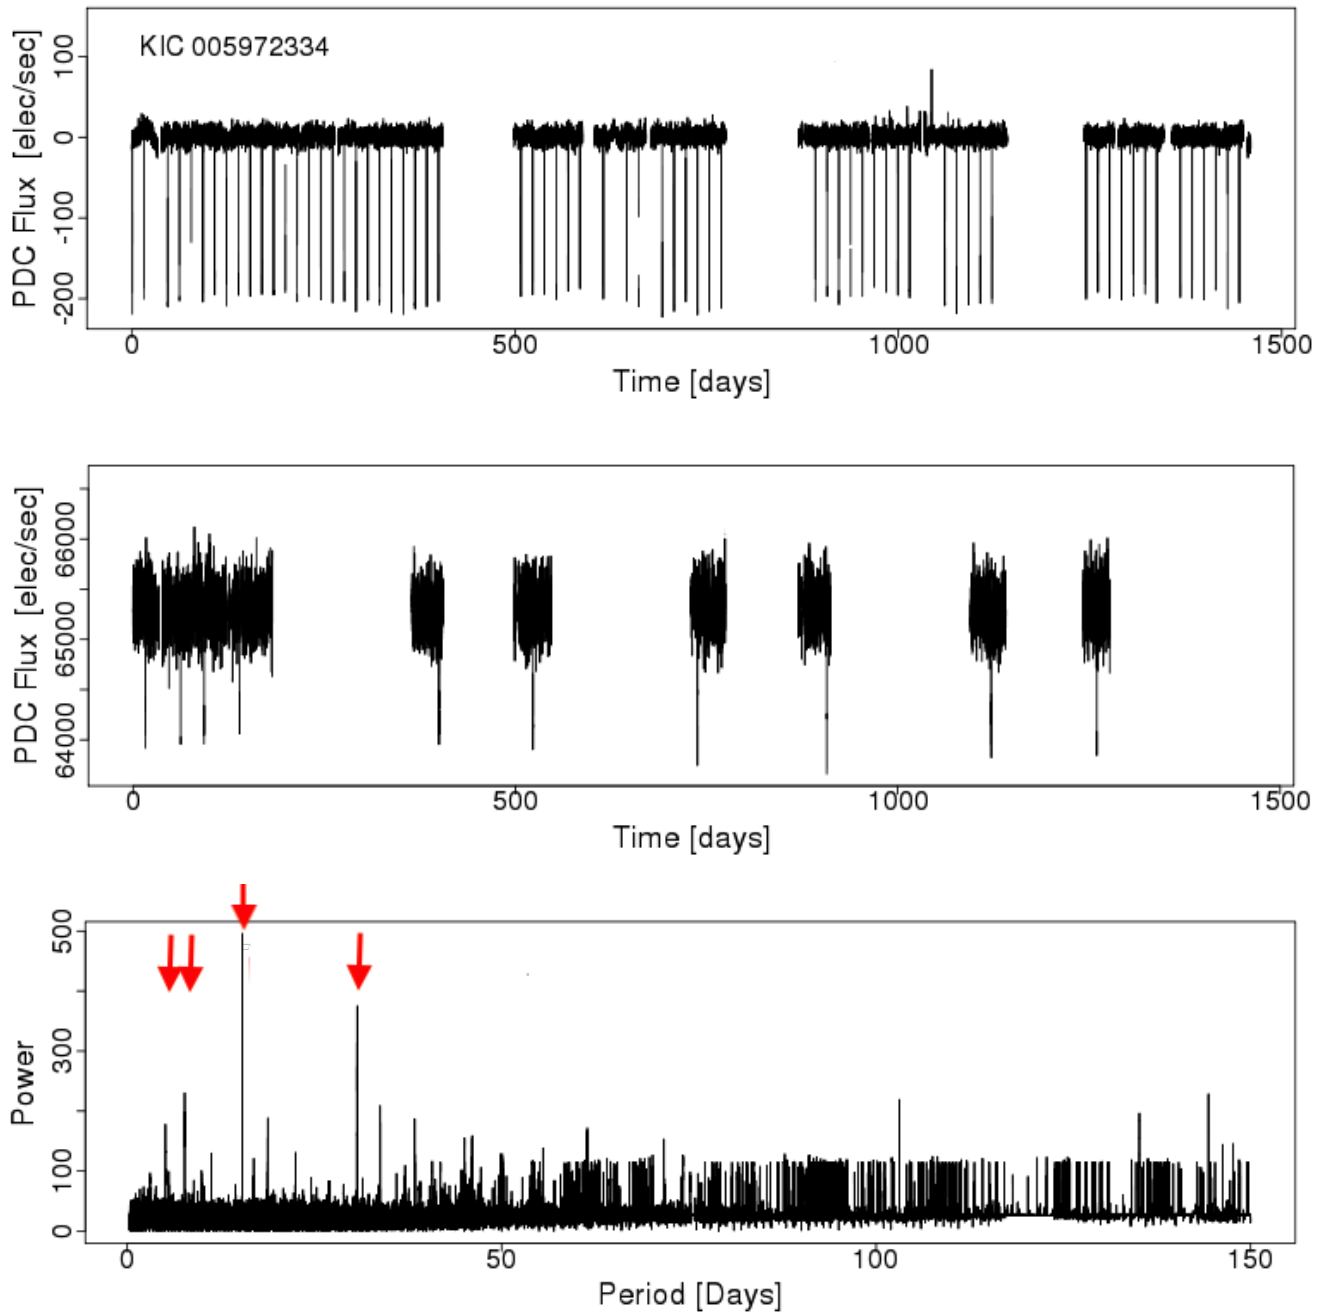 KIC 005972334
PDC Flux [elec/sec]
100
0
-100
-200
0 500 1000 1500
Time [days]
PDC Flux [elec/sec]
66000
65000
64000
0 500 1000 1500
Time [days]
Power
500
300
100
0
0 50 100 150
Period [Days]